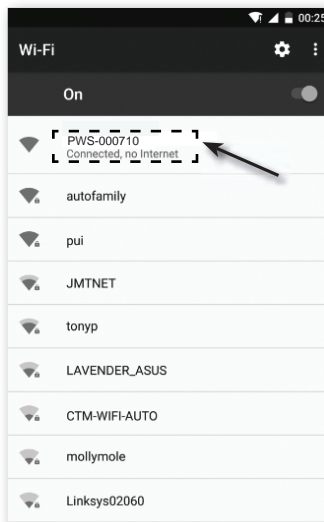 00:25
Wi-Fi
On
PWS-000710
Connected, no Internet
autofamily
pui
JMTNET
tonyp
LAVENDER_ASUS
CTM-WIFI-AUTO
mollymole
Linksys02060